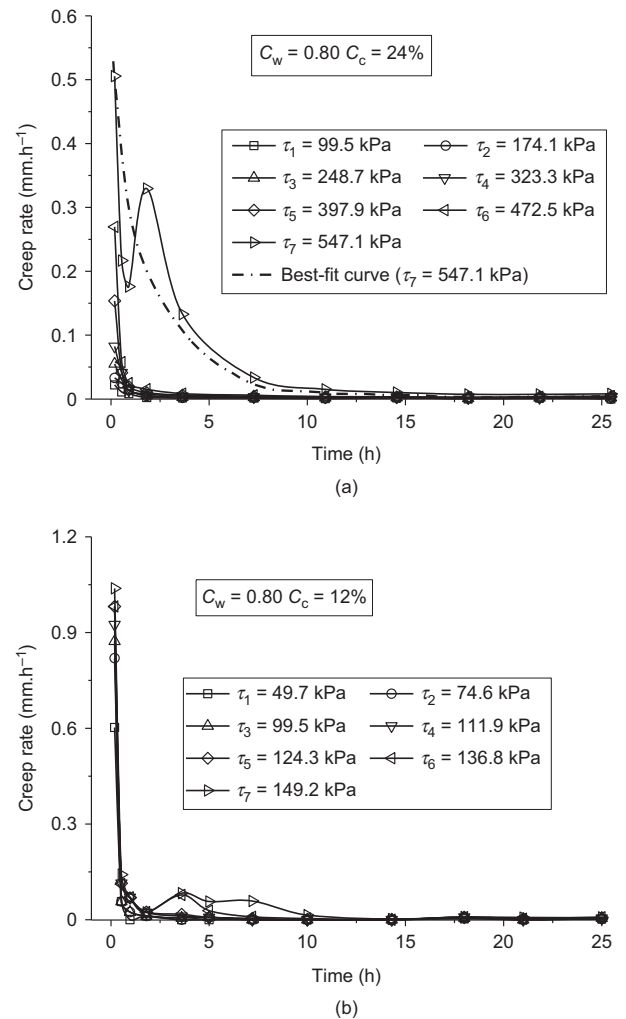 0.6
C_w = 0.80 C_c = 24%
0.5
τ_1 = 99.5 kPa
τ_2 = 174.1 kPa
0.4
τ_3 = 248.7 kPa
τ_4 = 323.3 kPa
τ_5 = 397.9 kPa
τ_6 = 472.5 kPa
0.3
τ_7 = 547.1 kPa
Best-fit curve (τ_7 = 547.1 kPa)
0.2
0.1
0
Creep rate (mm.h⁻¹)
0 5 10 15 20 25
Time (h)
(a)
1.2
C_w = 0.80 C_c = 12%
0.9
τ_1 = 49.7 kPa
τ_2 = 74.6 kPa
0.6
τ_3 = 99.5 kPa
τ_4 = 111.9 kPa
τ_5 = 124.3 kPa
τ_6 = 136.8 kPa
τ_7 = 149.2 kPa
0.3
0
Creep rate (mm.h⁻¹)
0 5 10 15 20 25
Time (h)
(b)